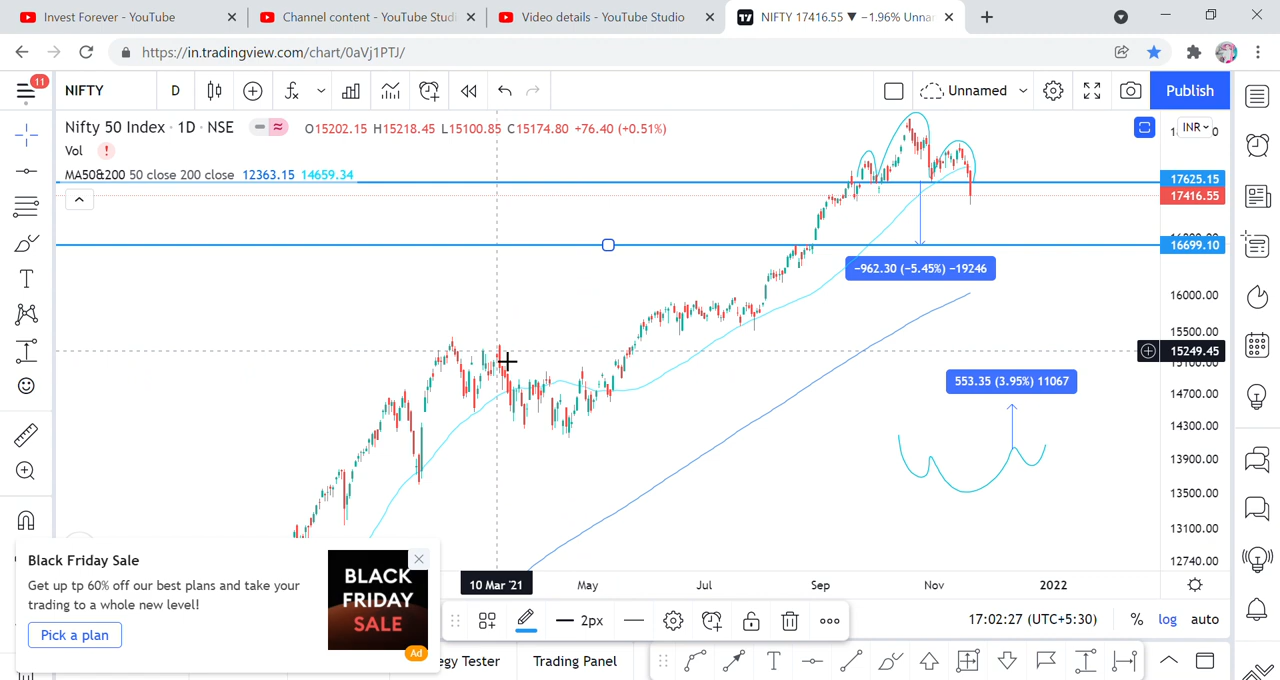 Invest Forever - YouTube
Channel content - YouTube Studi
Video details - YouTube Studio
NIFTY 17416.55 ▼ −1.96% Unna
https://in.tradingview.com/chart/0aVj1PTJ/
11
NIFTY
D
Unnamed
Publish
Nifty 50 Index · 1D · NSE
O15202.15 H15218.45 L15100.85 C15174.80 +76.40 (+0.51%)
INR
Vol
MA50&200 50 close 200 close 12363.15 14659.34
17625.15
17416.55
16699.10
−962.30 (−5.45%) −19246
16000.00
15500.00
15249.45
553.35 (3.95%) 11067
14700.00
14300.00
13900.00
13500.00
13100.00
12740.00
10 Mar '21
May
Jul
Sep
Nov
2022
Black Friday Sale
Get up tp 60% off our best plans and take your
trading to a whole new level!
Pick a plan
BLACK
FRIDAY
SALE
Ad
2px
17:02:27 (UTC+5:30)
%
log
auto
egy Tester
Trading Panel